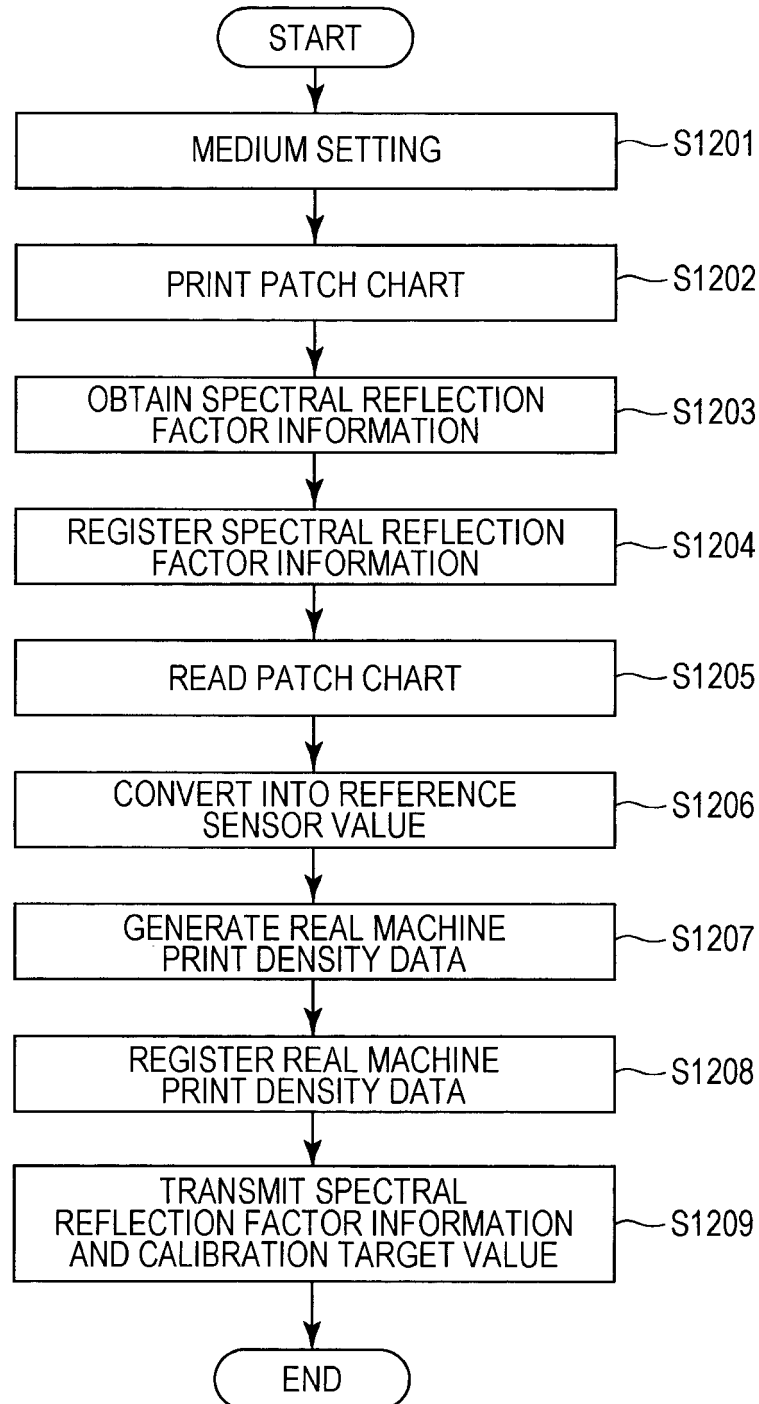 START
MEDIUM SETTING
S1201
PRINT PATCH CHART
S1202
OBTAIN SPECTRAL REFLECTION
FACTOR INFORMATION
S1203
REGISTER SPECTRAL REFLECTION
FACTOR INFORMATION
S1204
READ PATCH CHART
S1205
CONVERT INTO REFERENCE
SENSOR VALUE
S1206
GENERATE REAL MACHINE
PRINT DENSITY DATA
S1207
REGISTER REAL MACHINE
PRINT DENSITY DATA
S1208
TRANSMIT SPECTRAL
REFLECTION FACTOR INFORMATION
AND CALIBRATION TARGET VALUE
S1209
END